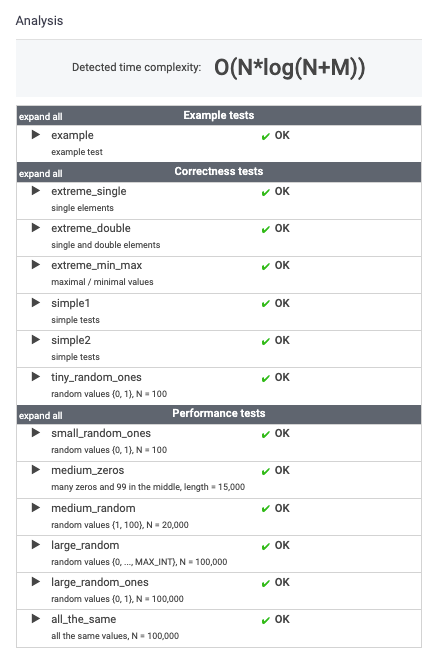 Analysis
Detected time complexity: O(N*log(N+M))
expand all Example tests
▶ example ✔ OK
example test
expand all Correctness tests
▶ extreme_single ✔ OK
single elements
▶ extreme_double ✔ OK
single and double elements
▶ extreme_min_max ✔ OK
maximal / minimal values
▶ simple1 ✔ OK
simple tests
▶ simple2 ✔ OK
simple tests
▶ tiny_random_ones ✔ OK
random values {0, 1}, N = 100
expand all Performance tests
▶ small_random_ones ✔ OK
random values {0, 1}, N = 100
▶ medium_zeros ✔ OK
many zeros and 99 in the middle, length = 15,000
▶ medium_random ✔ OK
random values {1, 100}, N = 20,000
▶ large_random ✔ OK
random values {0, ..., MAX_INT}, N = 100,000
▶ large_random_ones ✔ OK
random values {0, 1}, N = 100,000
▶ all_the_same ✔ OK
all the same values, N = 100,000